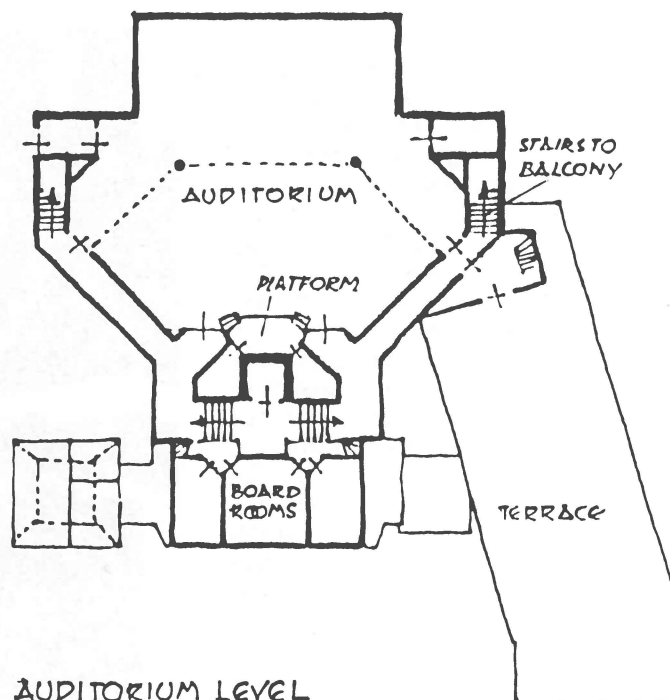 STAIRS TO
BALCONY
AUDITORIUM
PLATFORM
BOARD
ROOMS
TERRACE
AUDITORIUM LEVEL